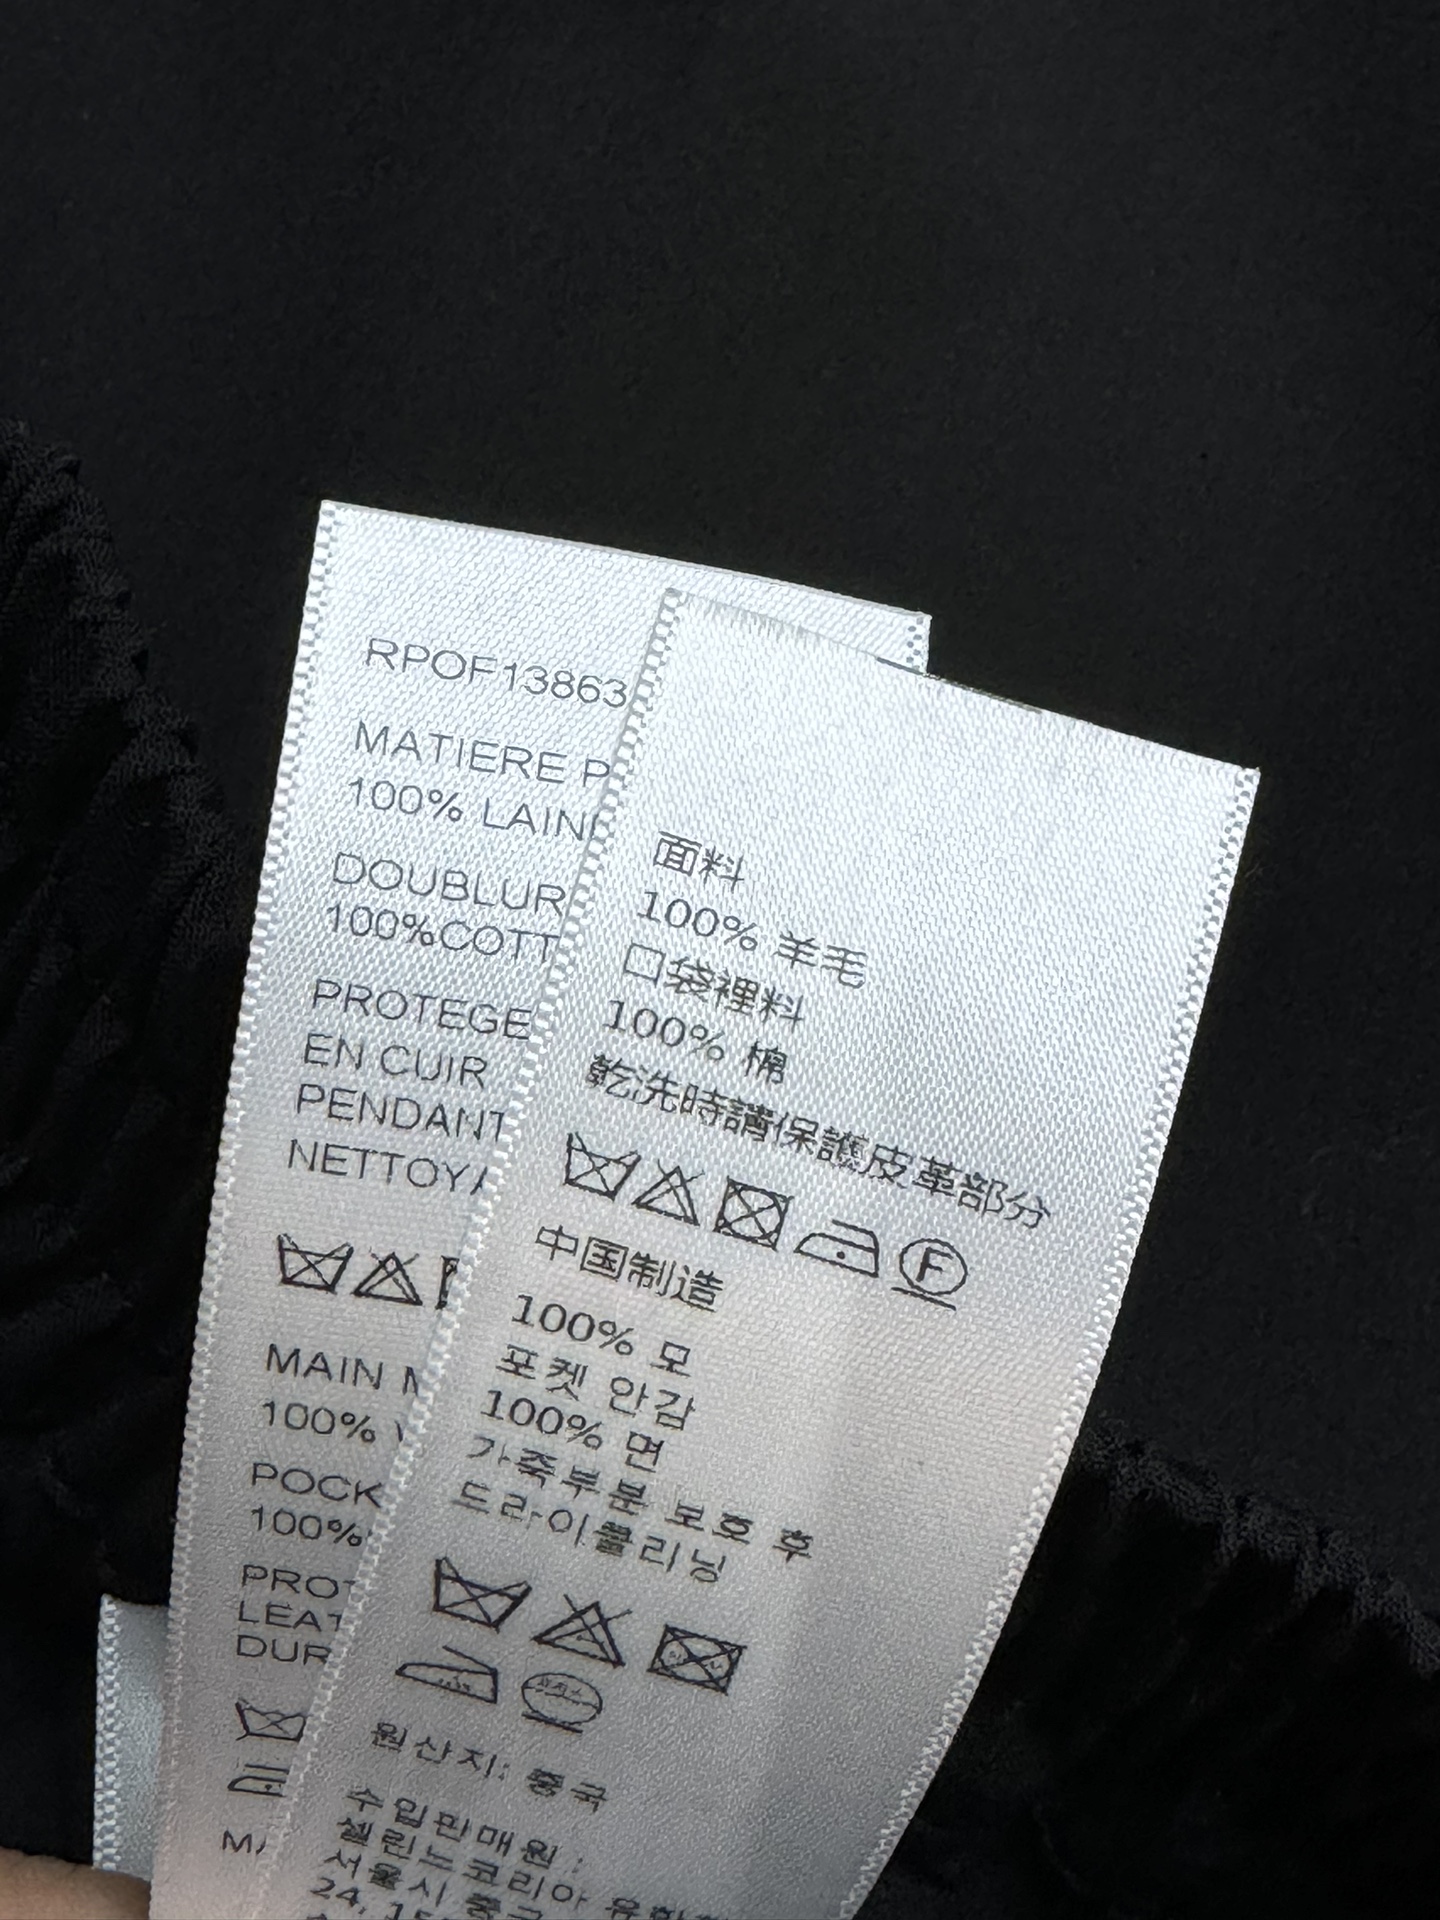 RPOF13863
MATIERE P
100% LAIN
DOUBLUR
100%COTT
PROTEGE
EN CUIR
PENDANT
NETTOYA
MAIN M
100%
POCK
100%
PROT
LEAT
DUR
面料
100% 羊毛
口袋裡料
100% 棉
乾洗時請保護皮革部分
F
中国制造
100% 모
포켓 안감
100% 면
가죽부분 보호 후
드라이클리닝
원산지: 중국
수입판매원 :
셀린느코리아
서울시 중구
24,